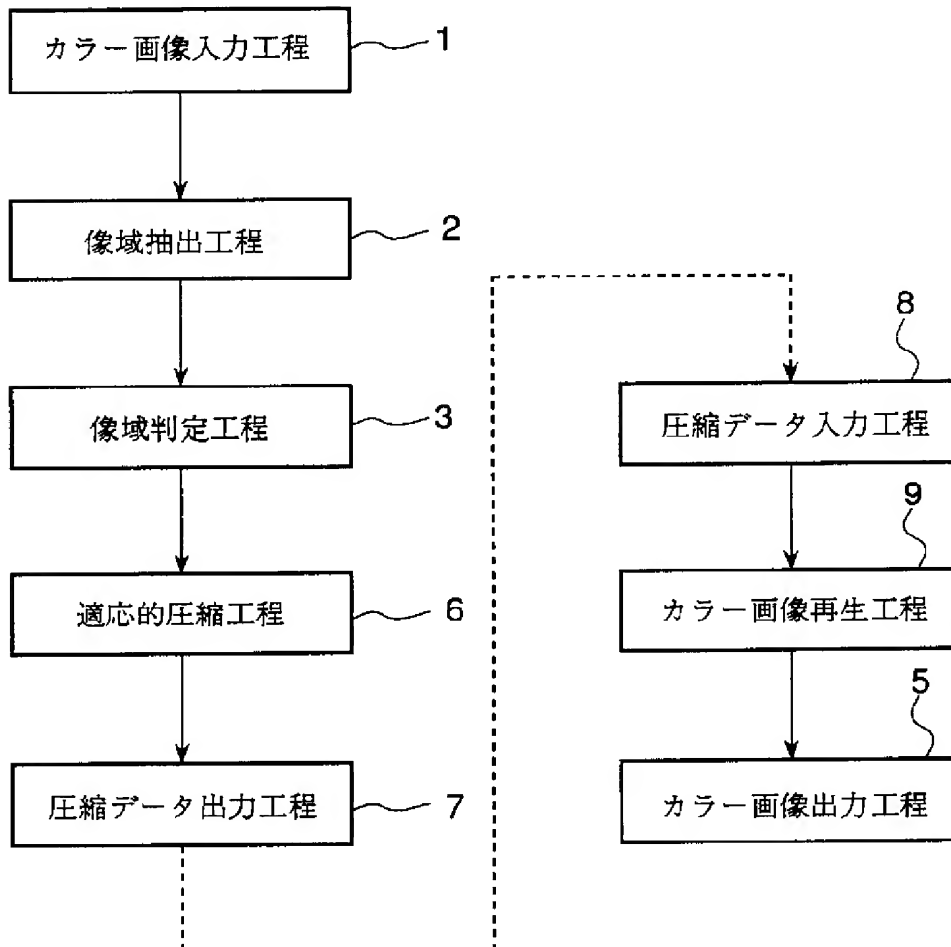 カラー画像入力工程
1
像域抽出工程
2
像域判定工程
3
適応的圧縮工程
6
圧縮データ出力工程
7
8
圧縮データ入力工程
9
カラー画像再生工程
5
カラー画像出力工程